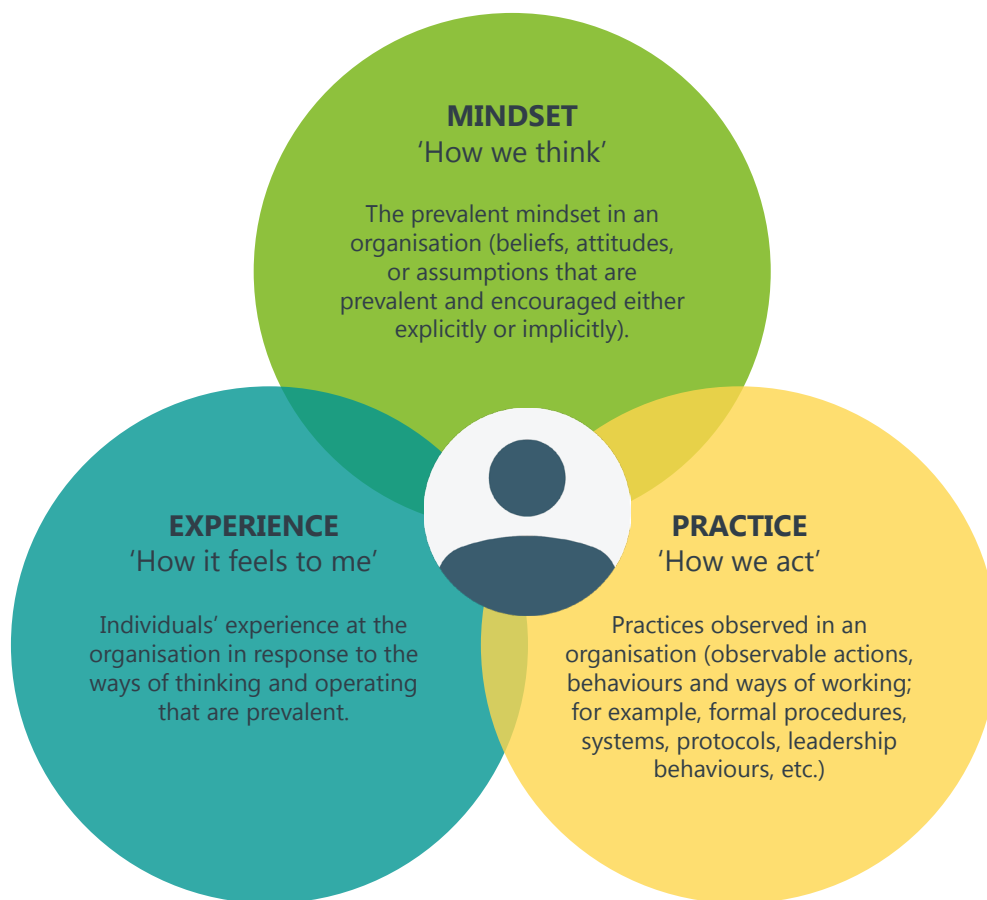 MINDSET
‘How we think’
The prevalent mindset in an
organisation (beliefs, attitudes,
or assumptions that are
prevalent and encouraged either
explicitly or implicitly).
EXPERIENCE
‘How it feels to me’
Individuals’ experience at the
organisation in response to the
ways of thinking and operating
that are prevalent.
PRACTICE
‘How we act’
Practices observed in an
organisation (observable actions,
behaviours and ways of working;
for example, formal procedures,
systems, protocols, leadership
behaviours, etc.)